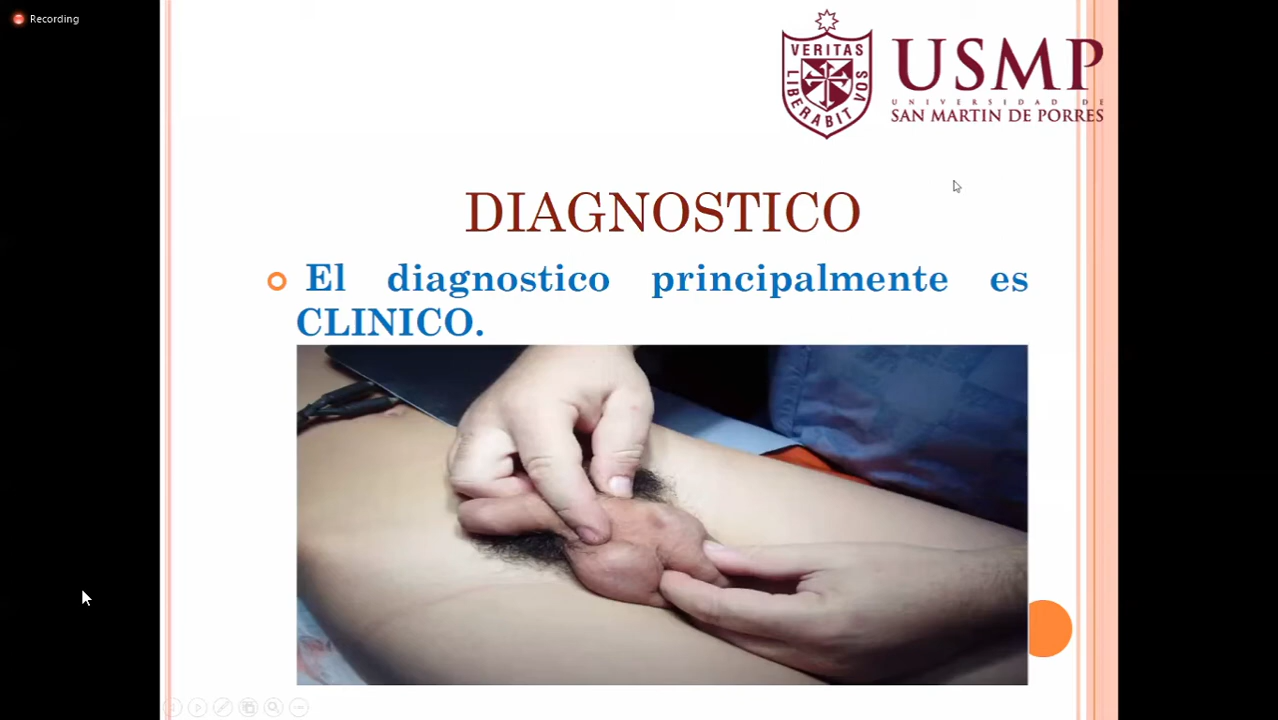 Recording
VERITAS
LIBERABIT VOS
USMP
UNIVERSIDAD DE
SAN MARTIN DE PORRES
DIAGNOSTICO
El diagnostico principalmente es
CLINICO.